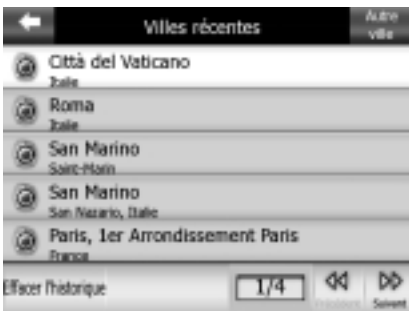 Villes récentes
Autre
ville
Città del Vaticano
Italie
Roma
Italie
San Marino
Saint-Marin
San Marino
San Nazario, Italie
Paris, 1er Arrondissement Paris
France
Effacer l'historique
1/4
Précédent
Suivant